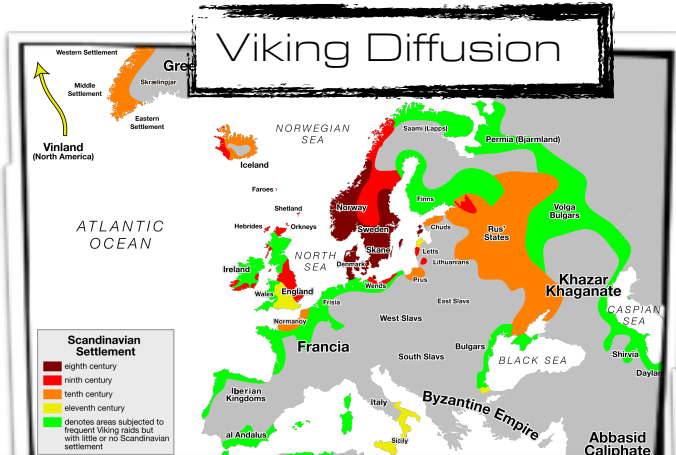 Viking Diffusion
Western Settlement
Gree
Skrælingjar
Middle
Settlement
Eastern
Settlement
Vinland
(North America)
NORWEGIAN
SEA
Saami (Lapps)
Permia (Bjarmland)
Iceland
Faroes
Finns
Volga
Bulgars
Shetland
Norway
Hebrides
Orkneys
Sweden
Chuds
Rus'
States
ATLANTIC
OCEAN
Skane
NORTH
SEA
Letts
Denmark
Lithuanians
Ireland
Prus
Khazar
Khaganate
Wales
England
Wends
Frisia
East Slavs
CASPIAN
SEA
Normanoy
West Slavs
Francia
Bulgars
South Slavs
BLACK SEA
Shirvia
Daylan
Scandinavian
Settlement
eighth century
ninth century
tenth century
eleventh century
denotes areas subjected to
frequent Viking raids but
with little or no Scandinavian
settlement
Iberian
Kingdoms
Italy
Byzantine Empire
al Andalus
Sicily
Abbasid
Caliphate